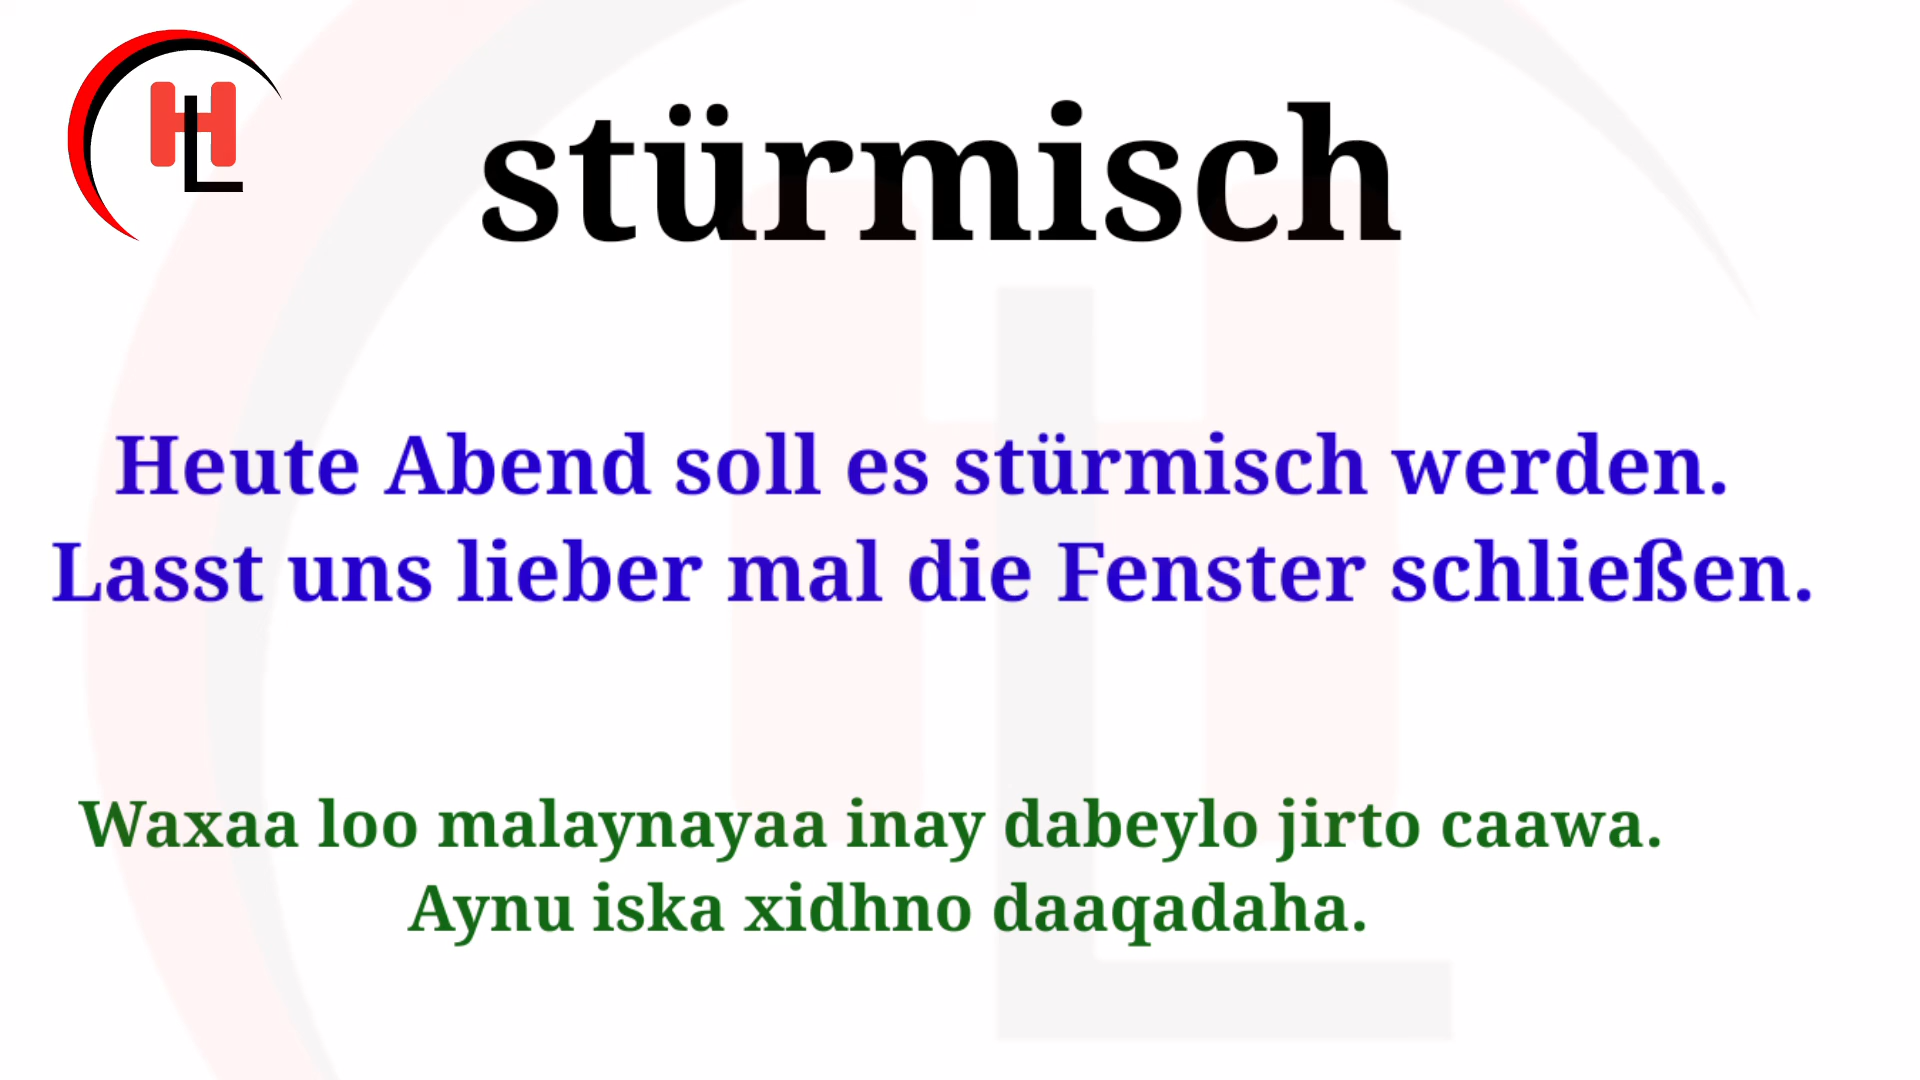 HL
stürmisch
Heute Abend soll es stürmisch werden.
Lasst uns lieber mal die Fenster schließen.
Waxaa loo malaynayaa inay dabeylo jirto caawa.
Aynu iska xidhno daaqadaha.